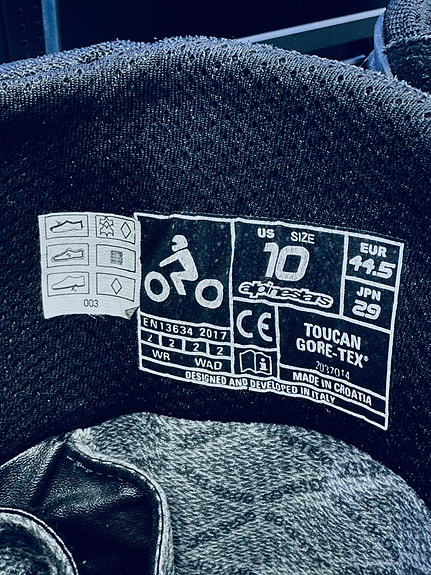 003
EN13634 2017
2 2 2 2
WR WAD
US SIZE
10
alpinestars
CE
EUR
44.5
JPN
29
TOUCAN
GORE-TEX®
2037014
MADE IN CROATIA
DESIGNED AND DEVELOPED IN ITALY